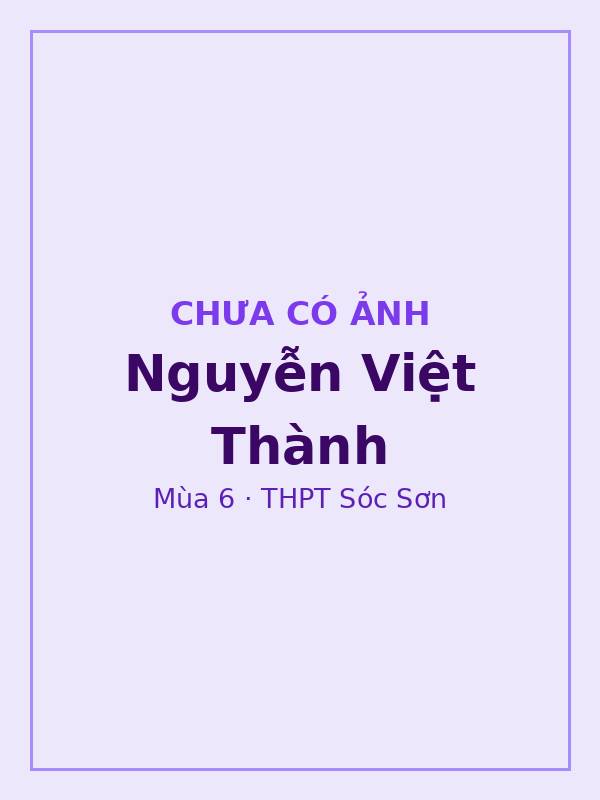 CHƯA CÓ ẢNH
Nguyễn Việt
Thành
Mùa 6 · THPT Sóc Sơn